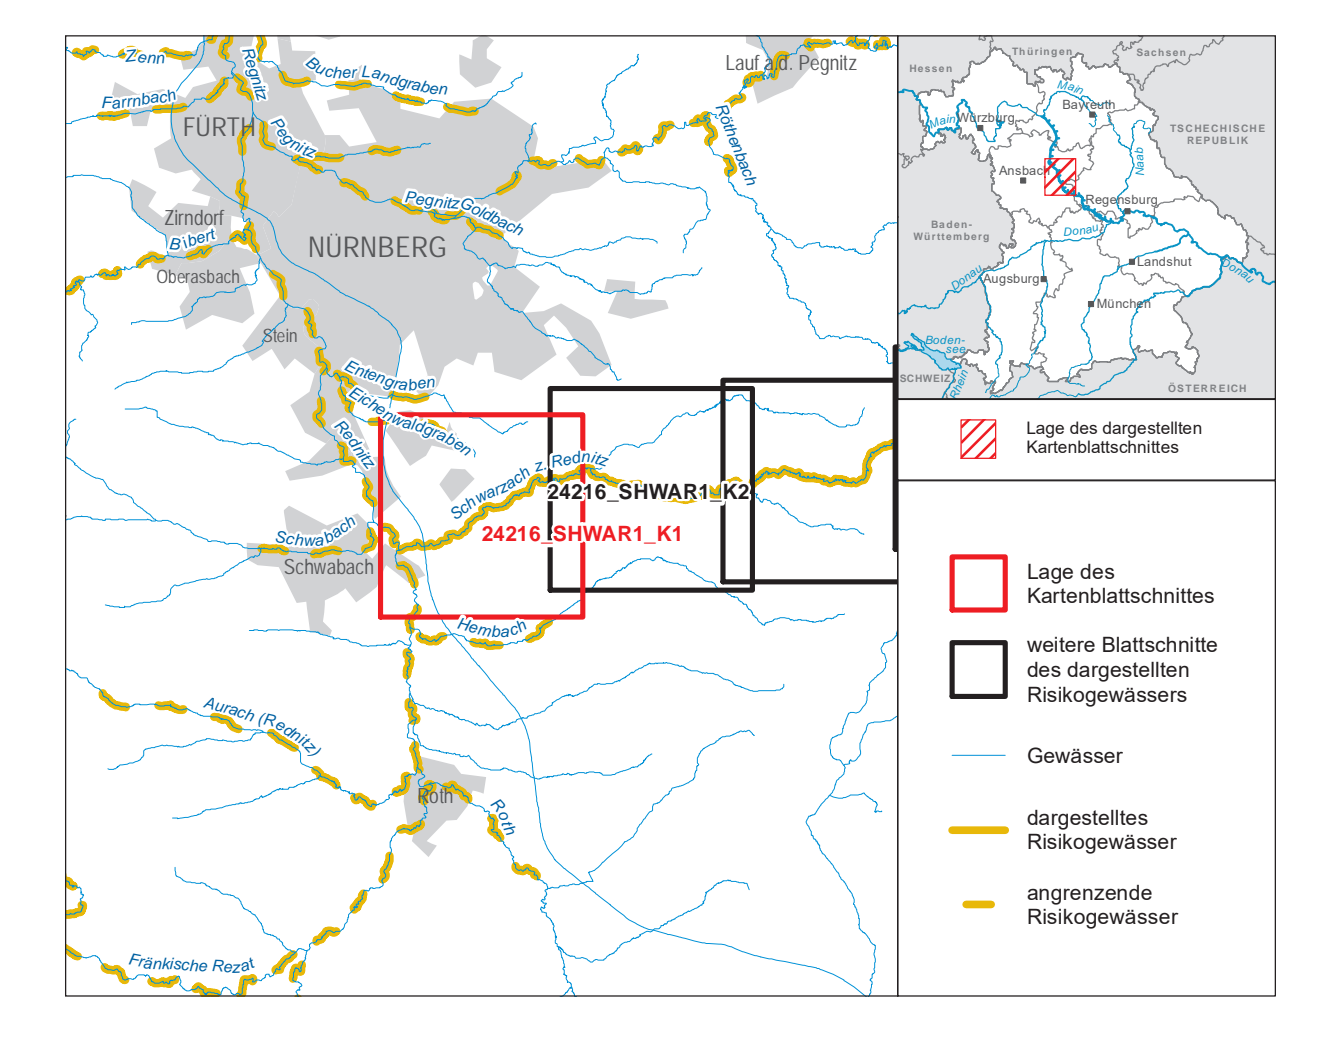 Zenn
Regnitz
Bucher Landgraben
Lauf a.d. Pegnitz
Farrnbach
FÜRTH
Pegnitz
Röthenbach
Pegnitz
Goldbach
Zirndorf
Bibert
NÜRNBERG
Oberasbach
Stein
Entengraben
Eichenwaldgraben
Rednitz
Schwarzach z. Rednitz
24216_SHWAR1_K2
24216_SHWAR1_K1
Schwabach
Schwabach
Hembach
Aurach (Rednitz)
Roth
Roth
Fränkische Rezat
Thüringen
Sachsen
Hessen
Main
Bayreuth
Main
Würzburg
TSCHECHISCHE
REPUBLIK
Naab
Ansbach
Regensburg
Baden-
Württemberg
Donau
Landshut
Donau
Donau
Augsburg
München
Boden-
see
SCHWEIZ
Rhein
ÖSTERREICH
Lage des dargestellten
Kartenblattschnittes
Lage des
Kartenblattschnittes
weitere Blattschnitte
des dargestellten
Risikogewässers
Gewässer
dargestelltes
Risikogewässer
angrenzende
Risikogewässer